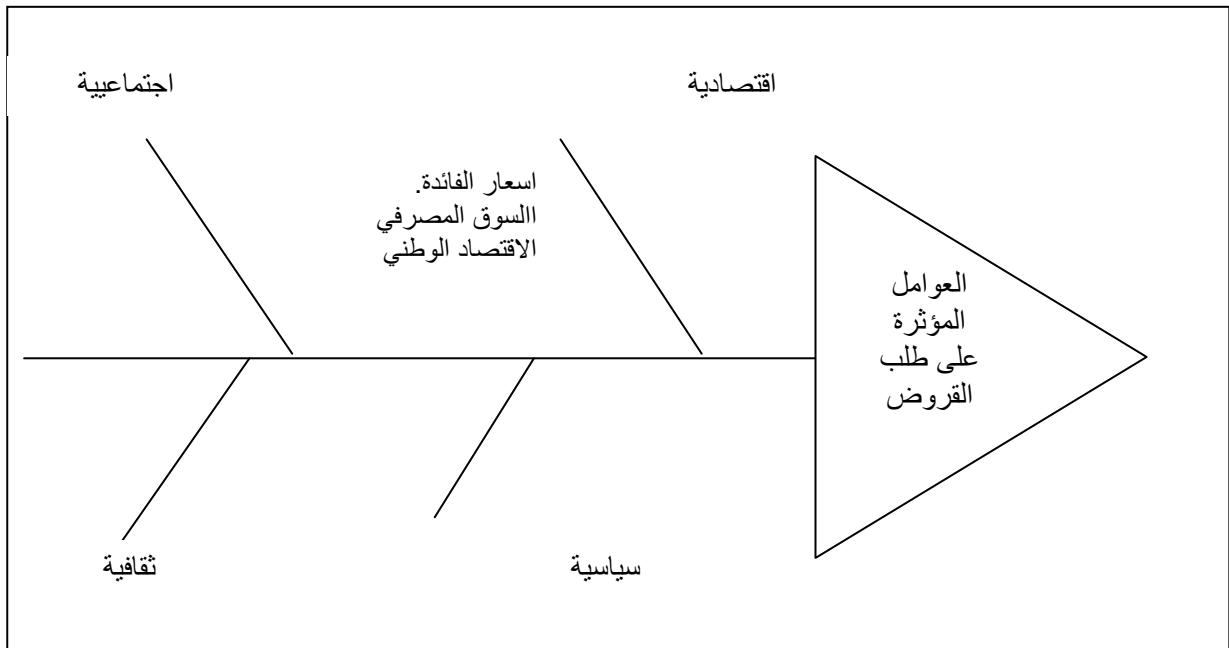 اقتصادية
اجتماعيية
اسعار الفائدة.
االسوق المصرفي
الاقتصاد الوطني
العوامل
المؤثرة
على طلب
القروض
سياسية
ثقافية